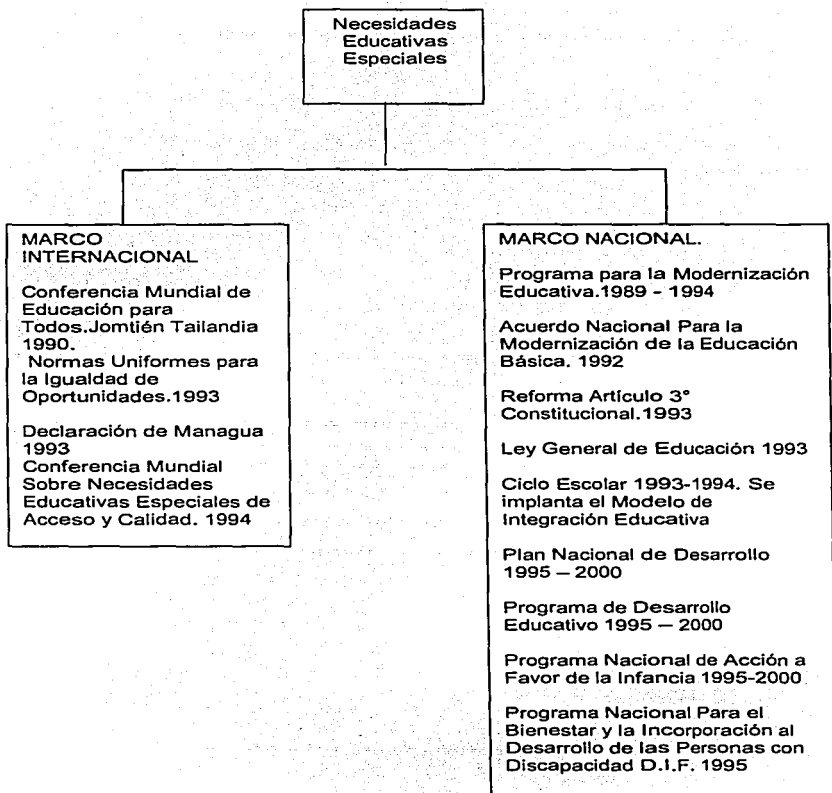 Necesidades
Educativas
Especiales
MARCO
INTERNACIONAL
Conferencia Mundial de
Educación para
Todos.Jomtién Tailandia
1990.
Normas Uniformes para
la Igualdad de
Oportunidades.1993
Declaración de Managua
1993
Conferencia Mundial
Sobre Necesidades
Educativas Especiales de
Acceso y Calidad. 1994
MARCO NACIONAL.
Programa para la Modernización
Educativa.1989 - 1994
Acuerdo Nacional Para la
Modernización de la Educación
Básica. 1992
Reforma Artículo 3°
Constitucional.1993
Ley General de Educación 1993
Ciclo Escolar 1993-1994. Se
implanta el Modelo de
Integración Educativa
Plan Nacional de Desarrollo
1995 – 2000
Programa de Desarrollo
Educativo 1995 – 2000
Programa Nacional de Acción a
Favor de la Infancia 1995-2000
Programa Nacional Para el
Bienestar y la Incorporación al
Desarrollo de las Personas con
Discapacidad D.I.F. 1995